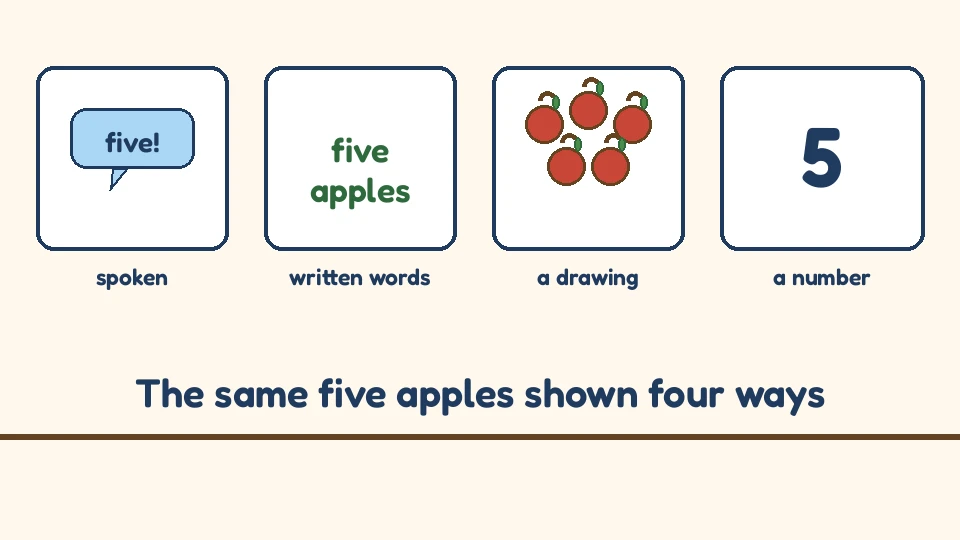 five!
five
apples
5
spoken
written words
a drawing
a number
The same five apples shown four ways